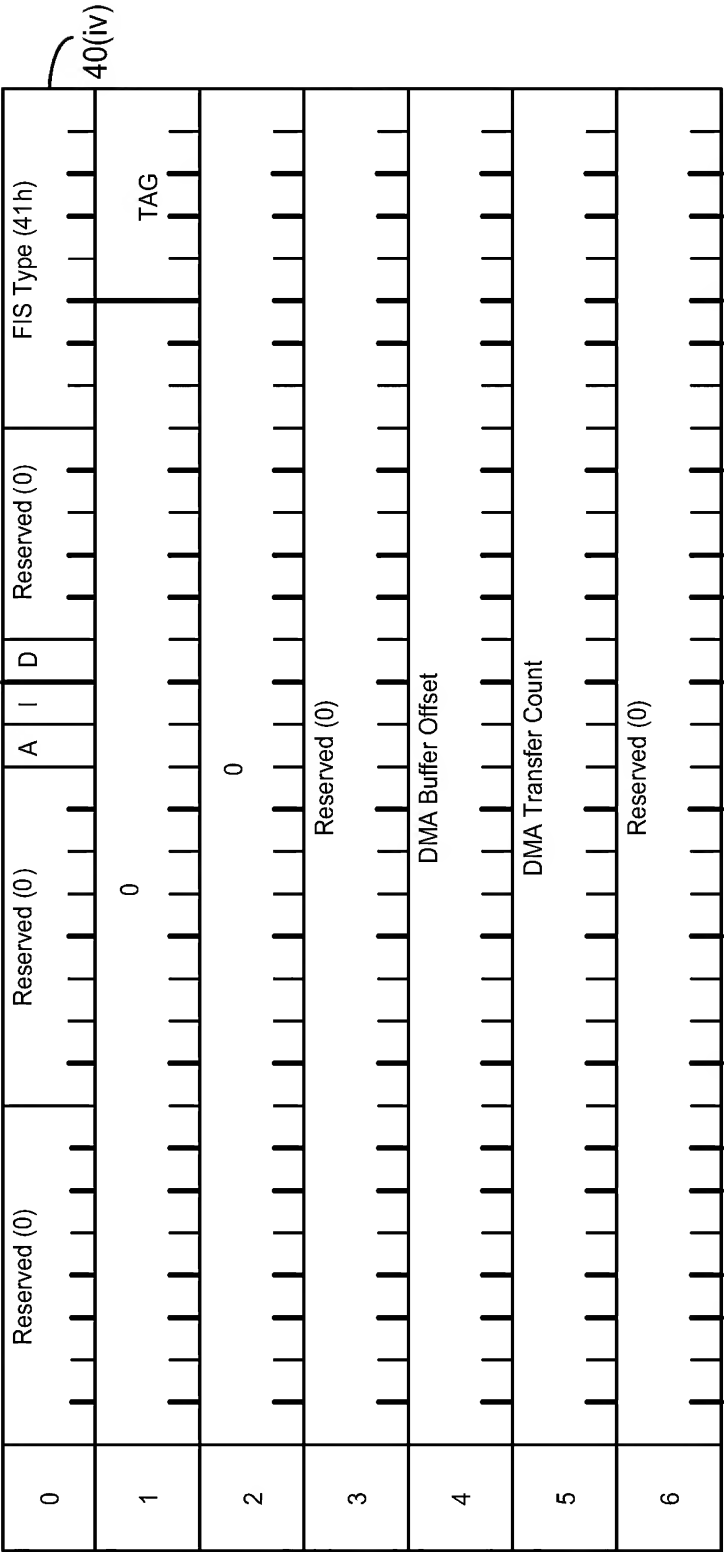 40(iv)
0 Reserved (0) Reserved (0) A I D Reserved (0) FIS Type (41h)
1 0 TAG
2 0
3 Reserved (0)
4 DMA Buffer Offset
5 DMA Transfer Count
6 Reserved (0)